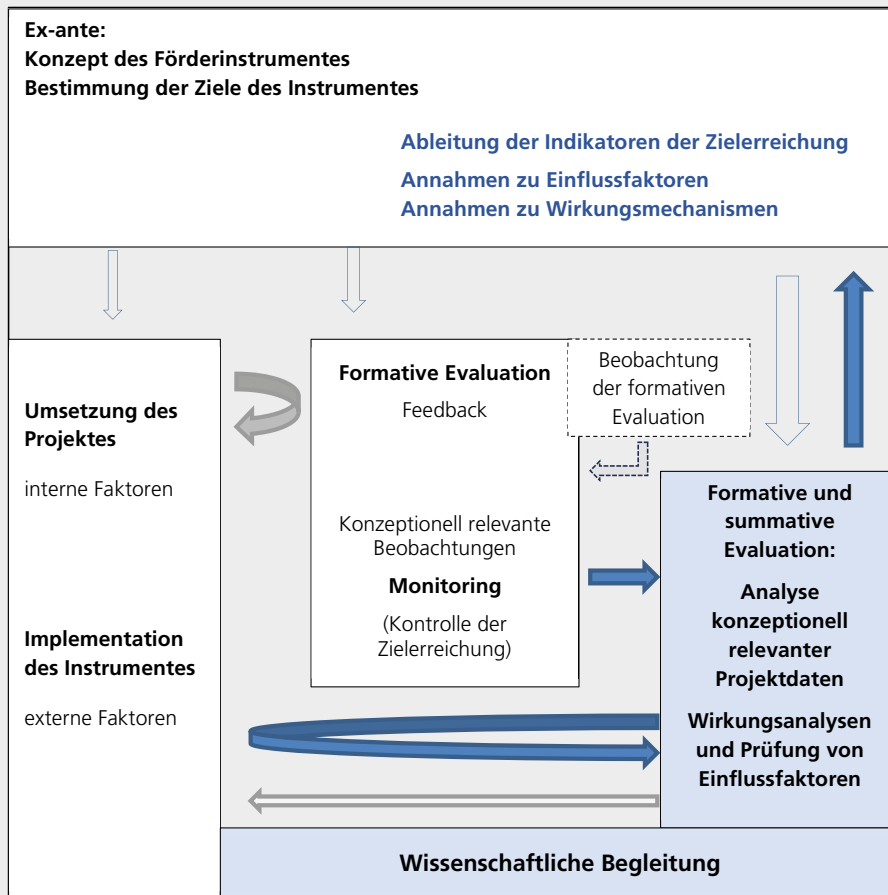 Ex-ante:
Konzept des Förderinstrumentes
Bestimmung der Ziele des Instrumentes
Ableitung der Indikatoren der Zielerreichung
Annahmen zu Einflussfaktoren
Annahmen zu Wirkungsmechanismen
Umsetzung des
Projektes
interne Faktoren
Implementation
des Instrumentes
externe Faktoren
Formative Evaluation
Feedback
Konzeptionell relevante
Beobachtungen
Monitoring
(Kontrolle der
Zielerreichung)
Beobachtung
der formativen
Evaluation
Formative und
summative
Evaluation:
Analyse
konzeptionell
relevanter
Projektdaten
Wirkungsanalysen
und Prüfung von
Einflussfaktoren
Wissenschaftliche Begleitung